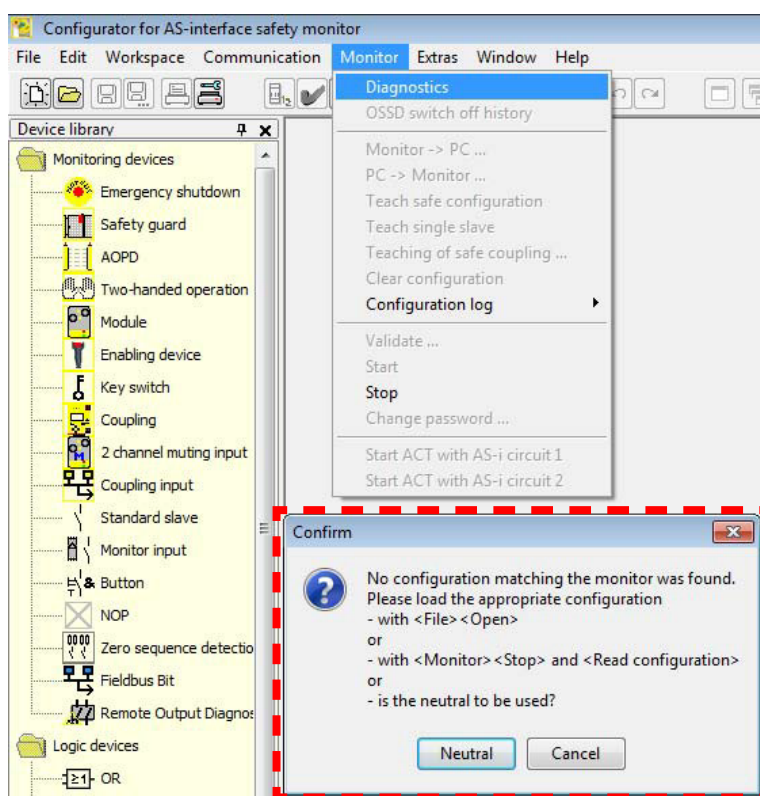 Configurator for AS-interface safety monitor
File Edit Workspace Communication Monitor Extras Window Help
Device library
Monitoring devices
Emergency shutdown
Safety guard
AOPD
Two-handed operation
Module
Enabling device
Key switch
Coupling
2 channel muting input
Coupling input
Standard slave
Monitor input
Button
NOP
Zero sequence detectio
Fieldbus Bit
Remote Output Diagnos
Logic devices
OR
Diagnostics
OSSD switch off history
Monitor -> PC ...
PC -> Monitor ...
Teach safe configuration
Teach single slave
Teaching of safe coupling ...
Clear configuration
Configuration log
Validate ...
Start
Stop
Change password ...
Start ACT with AS-i circuit 1
Start ACT with AS-i circuit 2
Confirm
No configuration matching the monitor was found.
Please load the appropriate configuration
- with <File><Open>
or
- with <Monitor><Stop> and <Read configuration>
or
- is the neutral to be used?
Neutral Cancel